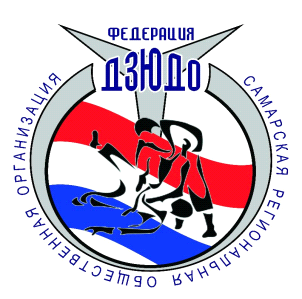 ФЕДЕРАЦИЯ
ДЗЮДО
САМАРСКАЯ РЕГИОНАЛЬНАЯ ОБЩЕСТВЕННАЯ ОРГАНИЗАЦИЯ